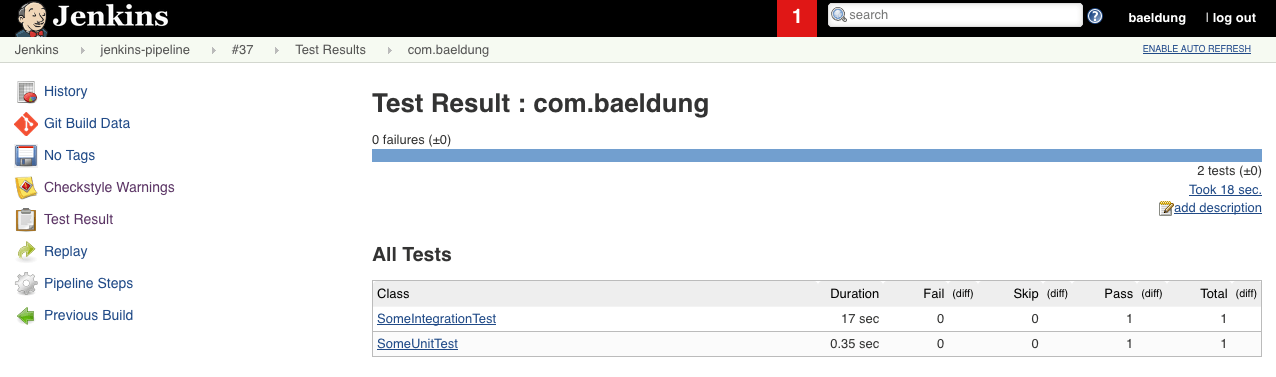 Jenkins
1
search
baeldung | log out
Jenkins jenkins-pipeline #37 Test Results com.baeldung
ENABLE AUTO REFRESH
History
Git Build Data
No Tags
Checkstyle Warnings
Test Result
Replay
Pipeline Steps
Previous Build
Test Result : com.baeldung
0 failures (±0)
2 tests (±0)
Took 18 sec.
add description
All Tests
Class Duration Fail (diff) Skip (diff) Pass (diff) Total (diff)
SomeIntegrationTest 17 sec 0 0 1 1
SomeUnitTest 0.35 sec 0 0 1 1